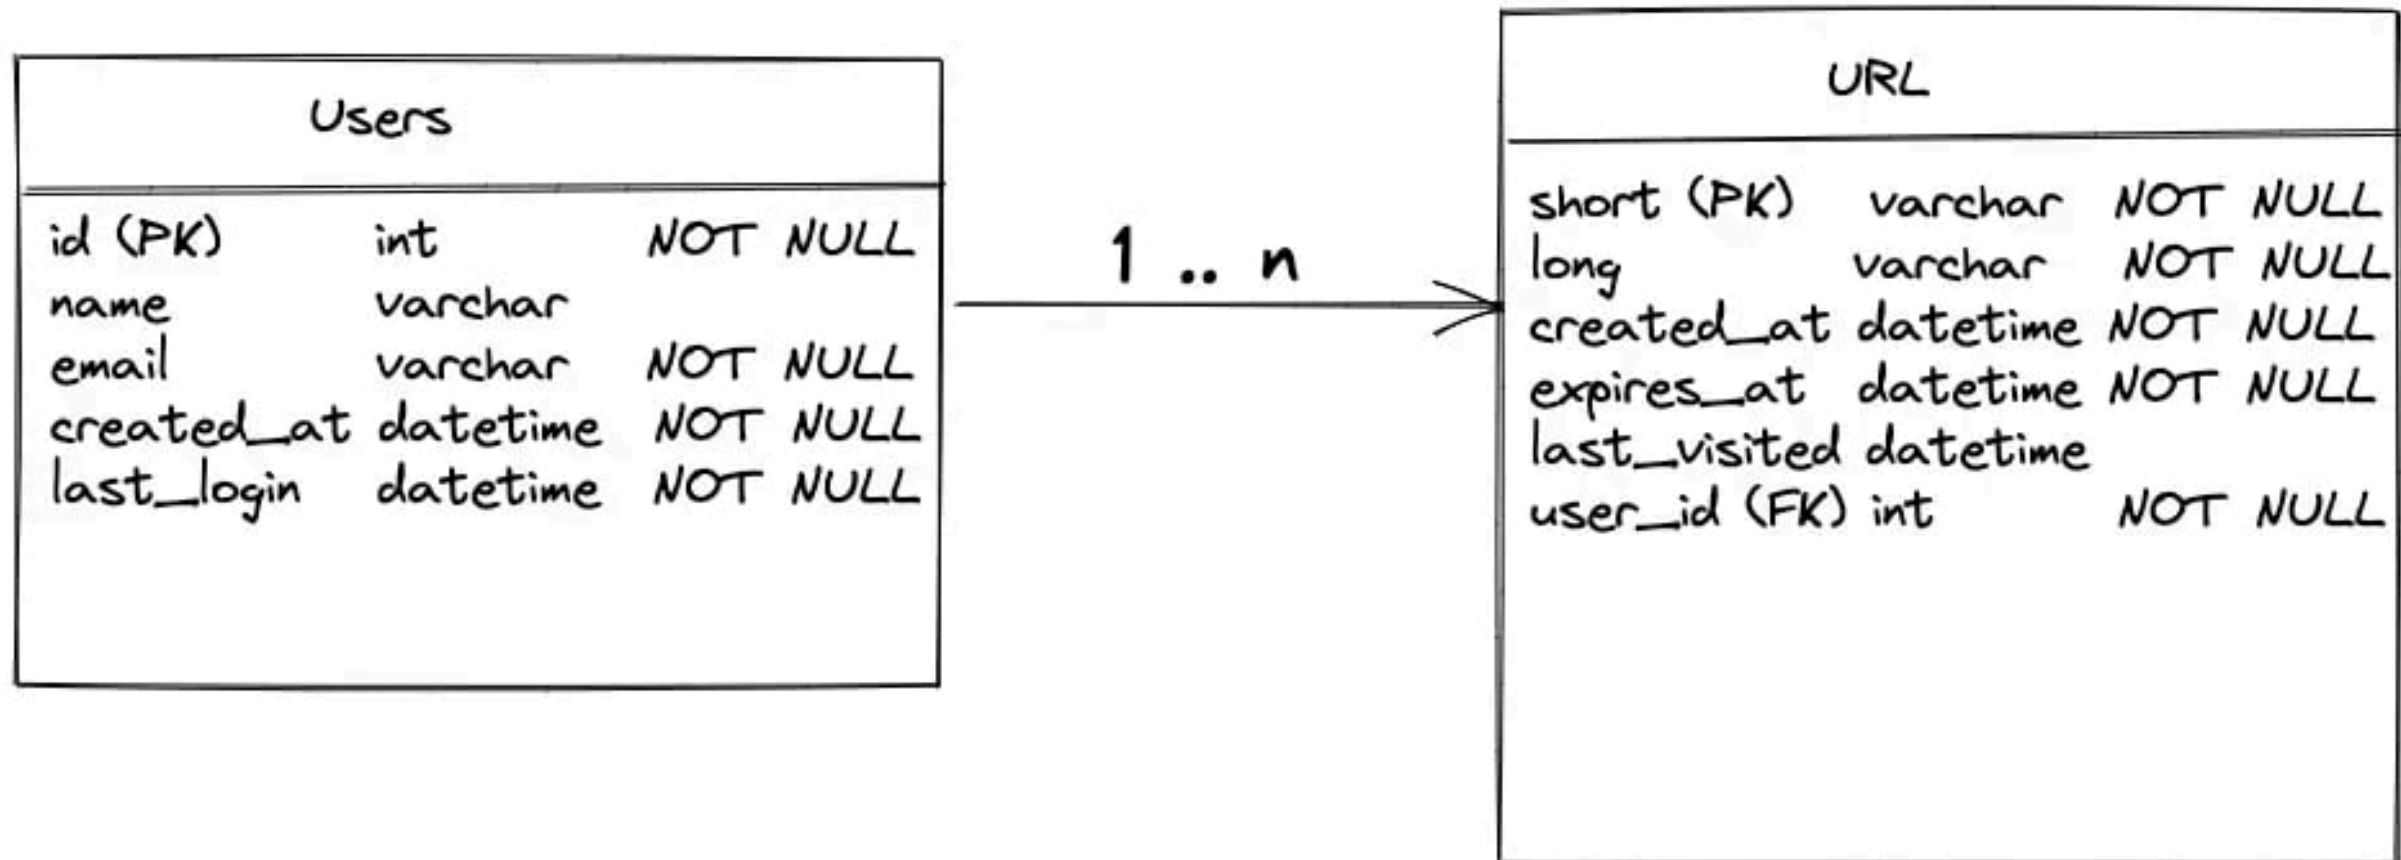 Users
id (PK) int NOT NULL
name varchar
email varchar NOT NULL
created_at datetime NOT NULL
last_login datetime NOT NULL
1 .. n
URL
short (PK) varchar NOT NULL
long varchar NOT NULL
created_at datetime NOT NULL
expires_at datetime NOT NULL
last_visited datetime
user_id (FK) int NOT NULL